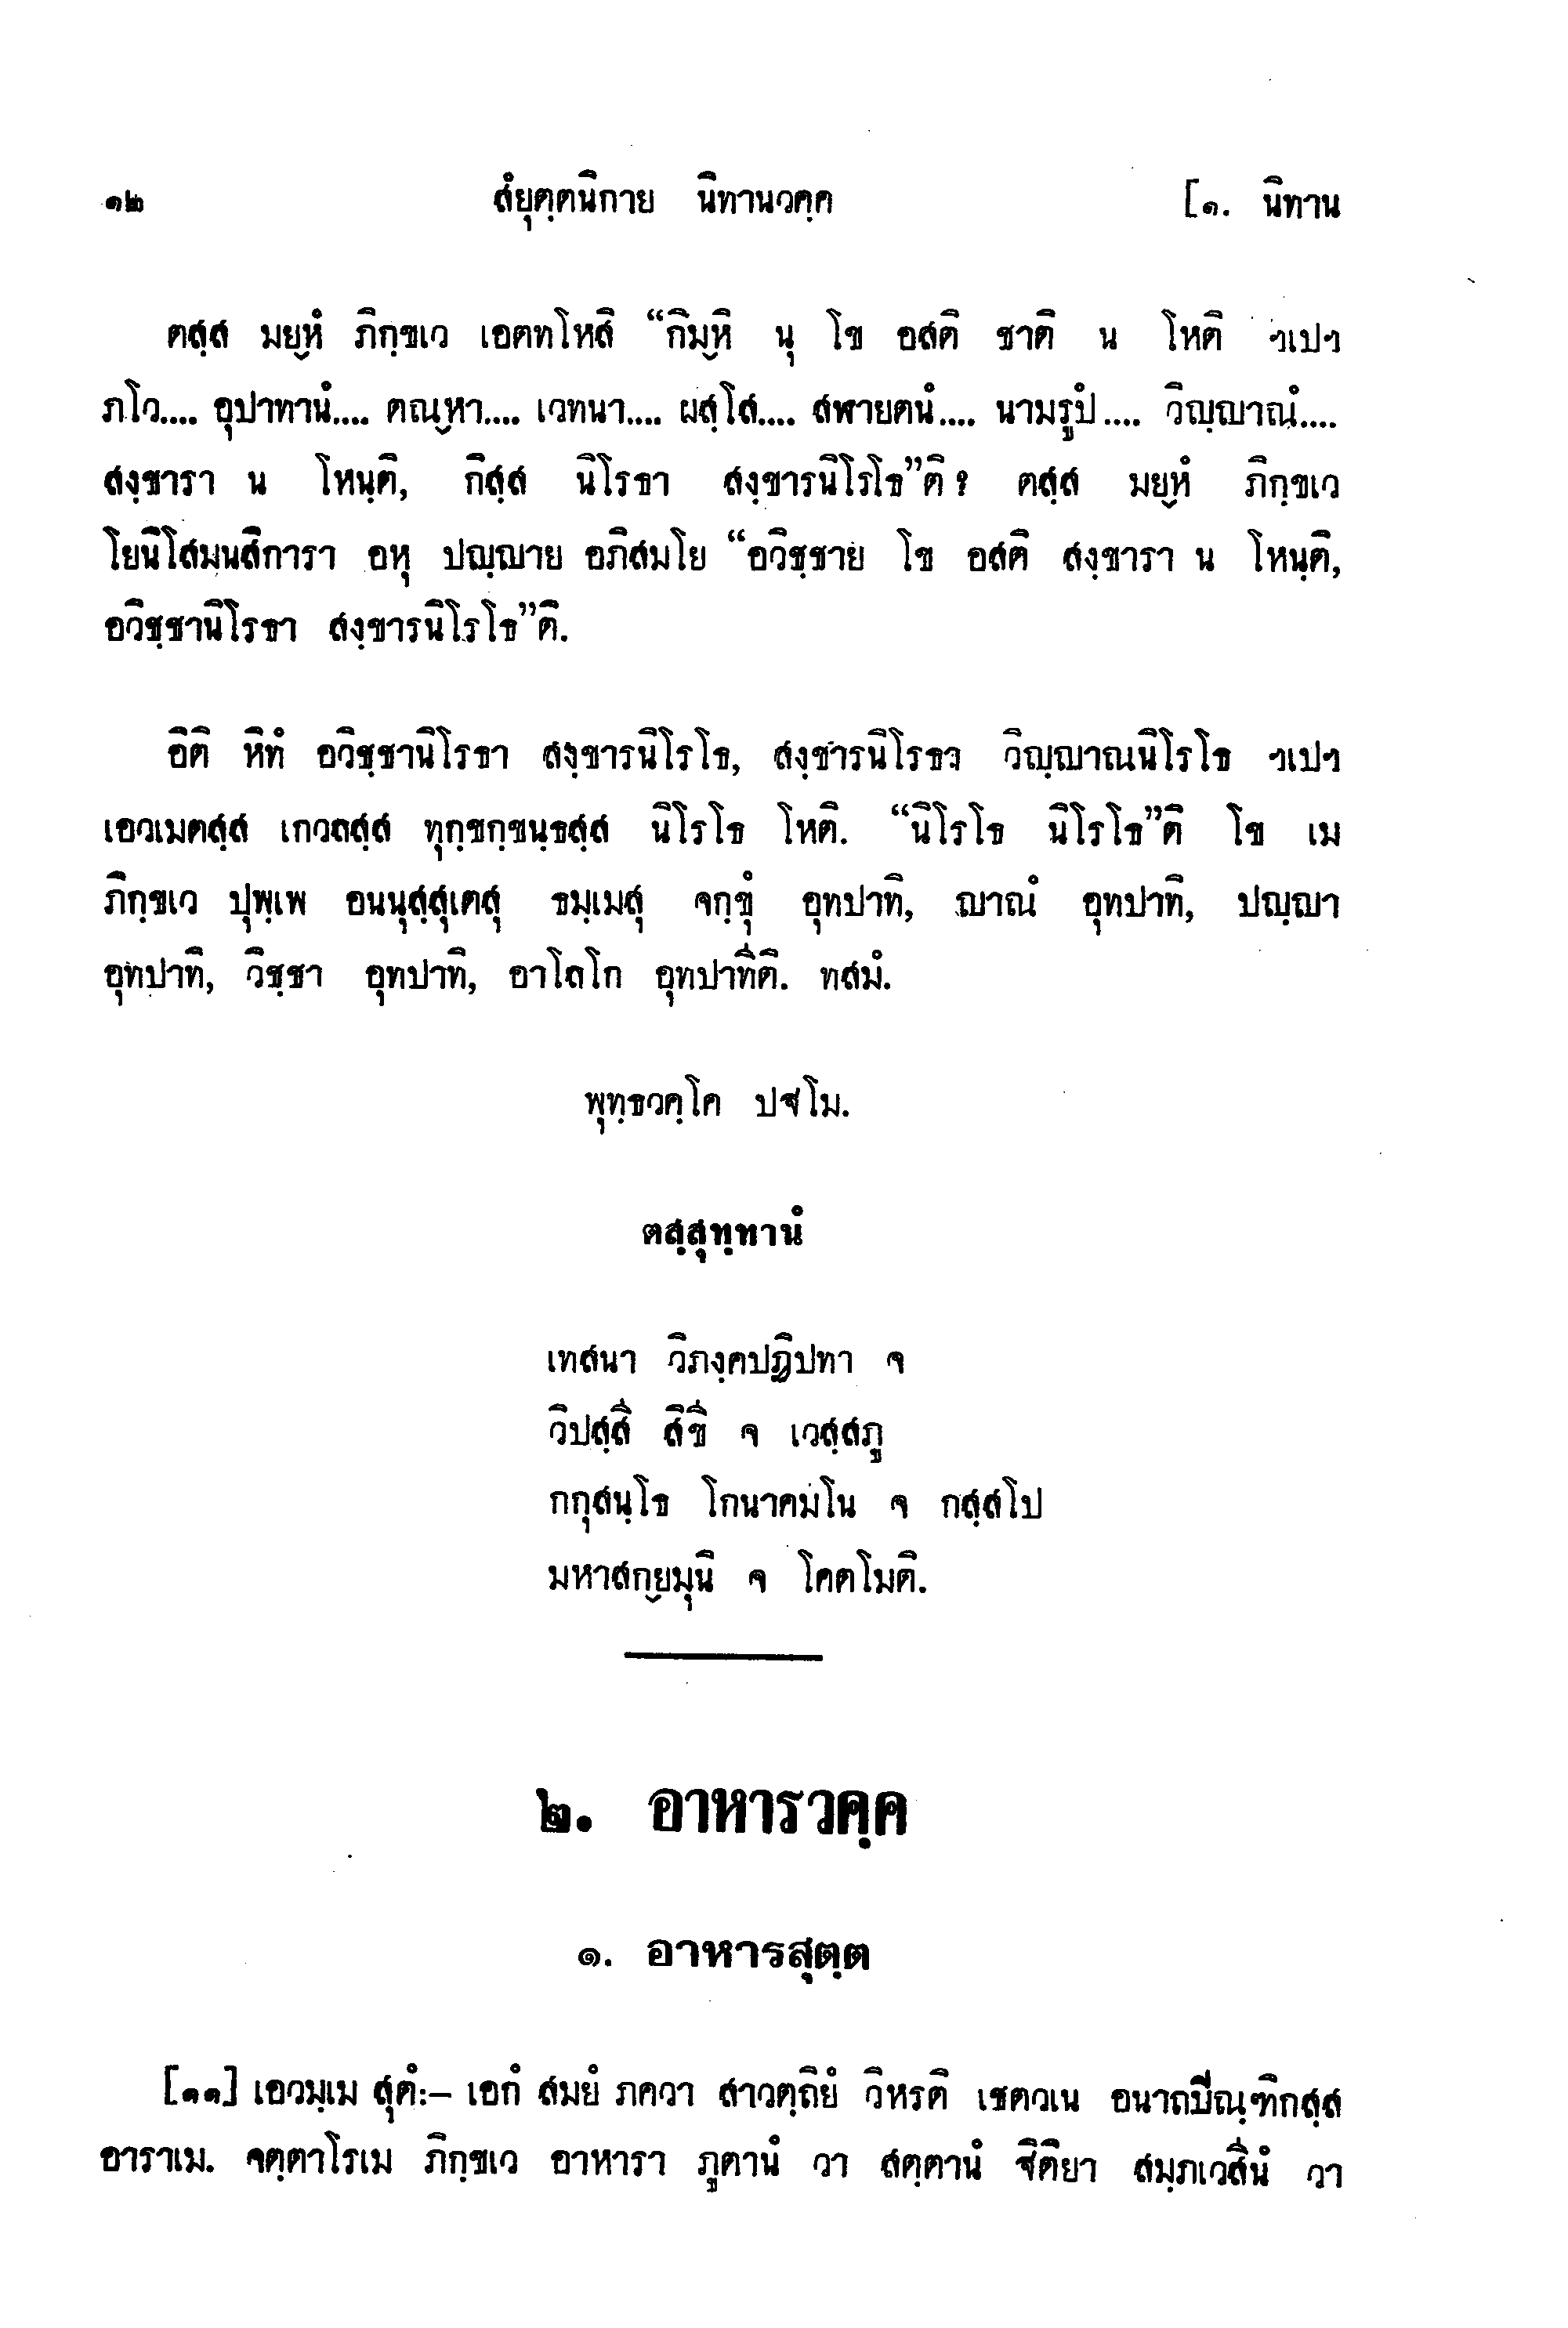 ๑๒ สํยุตฺตนิกาย นิทานวคฺค [๑. นิทาน
ตสฺส มยฺหํ ภิกฺขเว เอตทโหสิ “กิมฺหิ นุ โข อสติ ชาติ น โหติ ฯเปฯ
ภโว.... อุปาทานํ.... ตณฺหา.... เวทนา.... ผสฺโส.... สฬายตนํ.... นามรูปํ.... วิญฺญาณํ....
สงฺขารา น โหนฺติ, กิสฺส นิโรธา สงฺขารนิโรโธ”ติ ? ตสฺส มยฺหํ ภิกฺขเว
โยนิโสมนสิการา อหุ ปญฺญาย อภิสมโย “อวิชฺชาย โข อสติ สงฺขารา น โหนฺติ,
อวิชฺชานิโรธา สงฺขารนิโรโธ”ติ.
อิติ หิทํ อวิชฺชานิโรธา สงฺขารนิโรโธ, สงฺขารนิโรธา วิญฺญาณนิโรโธ ฯเปฯ
เอวเมตสฺส เกวลสฺส ทุกฺขกฺขนฺธสฺส นิโรโธ โหติ. “นิโรโธ นิโรโธ”ติ โข เม
ภิกฺขเว ปุพฺเพ อนนุสฺสุเตสุ ธมฺเมสุ จกฺขุํ อุทปาทิ, ญาณํ อุทปาทิ, ปญฺญา
อุทปาทิ, วิชฺชา อุทปาทิ, อาโลโก อุทปาทีติ. ทสมํ.
พุทฺธวคฺโค ปฐโม.
ตสฺสุทฺทานํ
เทสนา วิภงฺคปฏิปทา จ
วิปสฺสี สิขี จ เวสฺสภู
กกุสนฺโธ โกนาคมโน จ กสฺสโป
มหาสกฺยมุนิ จ โคตโมติ.
๒. อาหารวคฺค
๑. อาหารสุตฺต
[๑๑] เอวมฺเม สุตํ:– เอกํ สมยํ ภควา สาวตฺถิยํ วิหรติ เชตวเน อนาถปิณฺฑิกสฺส
อาราเม. จตฺตาโรเม ภิกฺขเว อาหารา ภูตานํ วา สตฺตานํ ฐิติยา สมฺภเวสีนํ วา